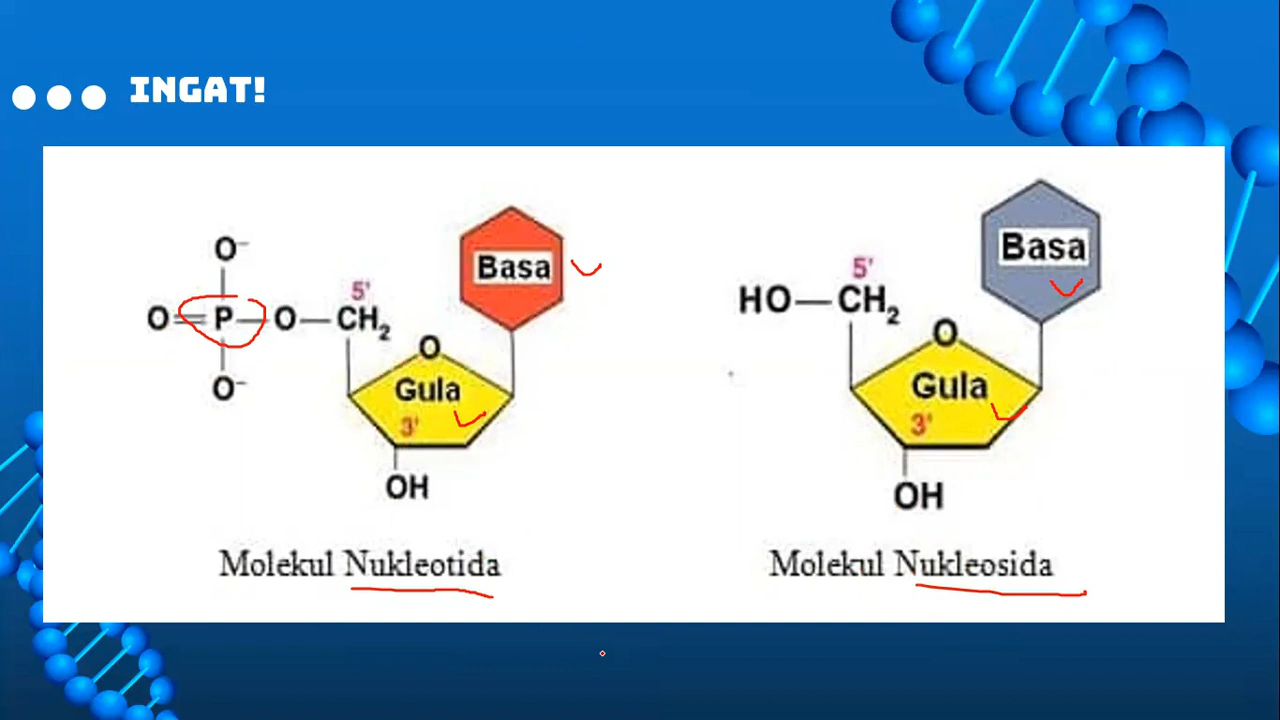 INGAT!
O⁻
O=P—O—CH₂
5'
O⁻
Basa
O
Gula
3'
OH
Molekul Nukleotida
5'
HO—CH₂
Basa
O
Gula
3'
OH
Molekul Nukleosida